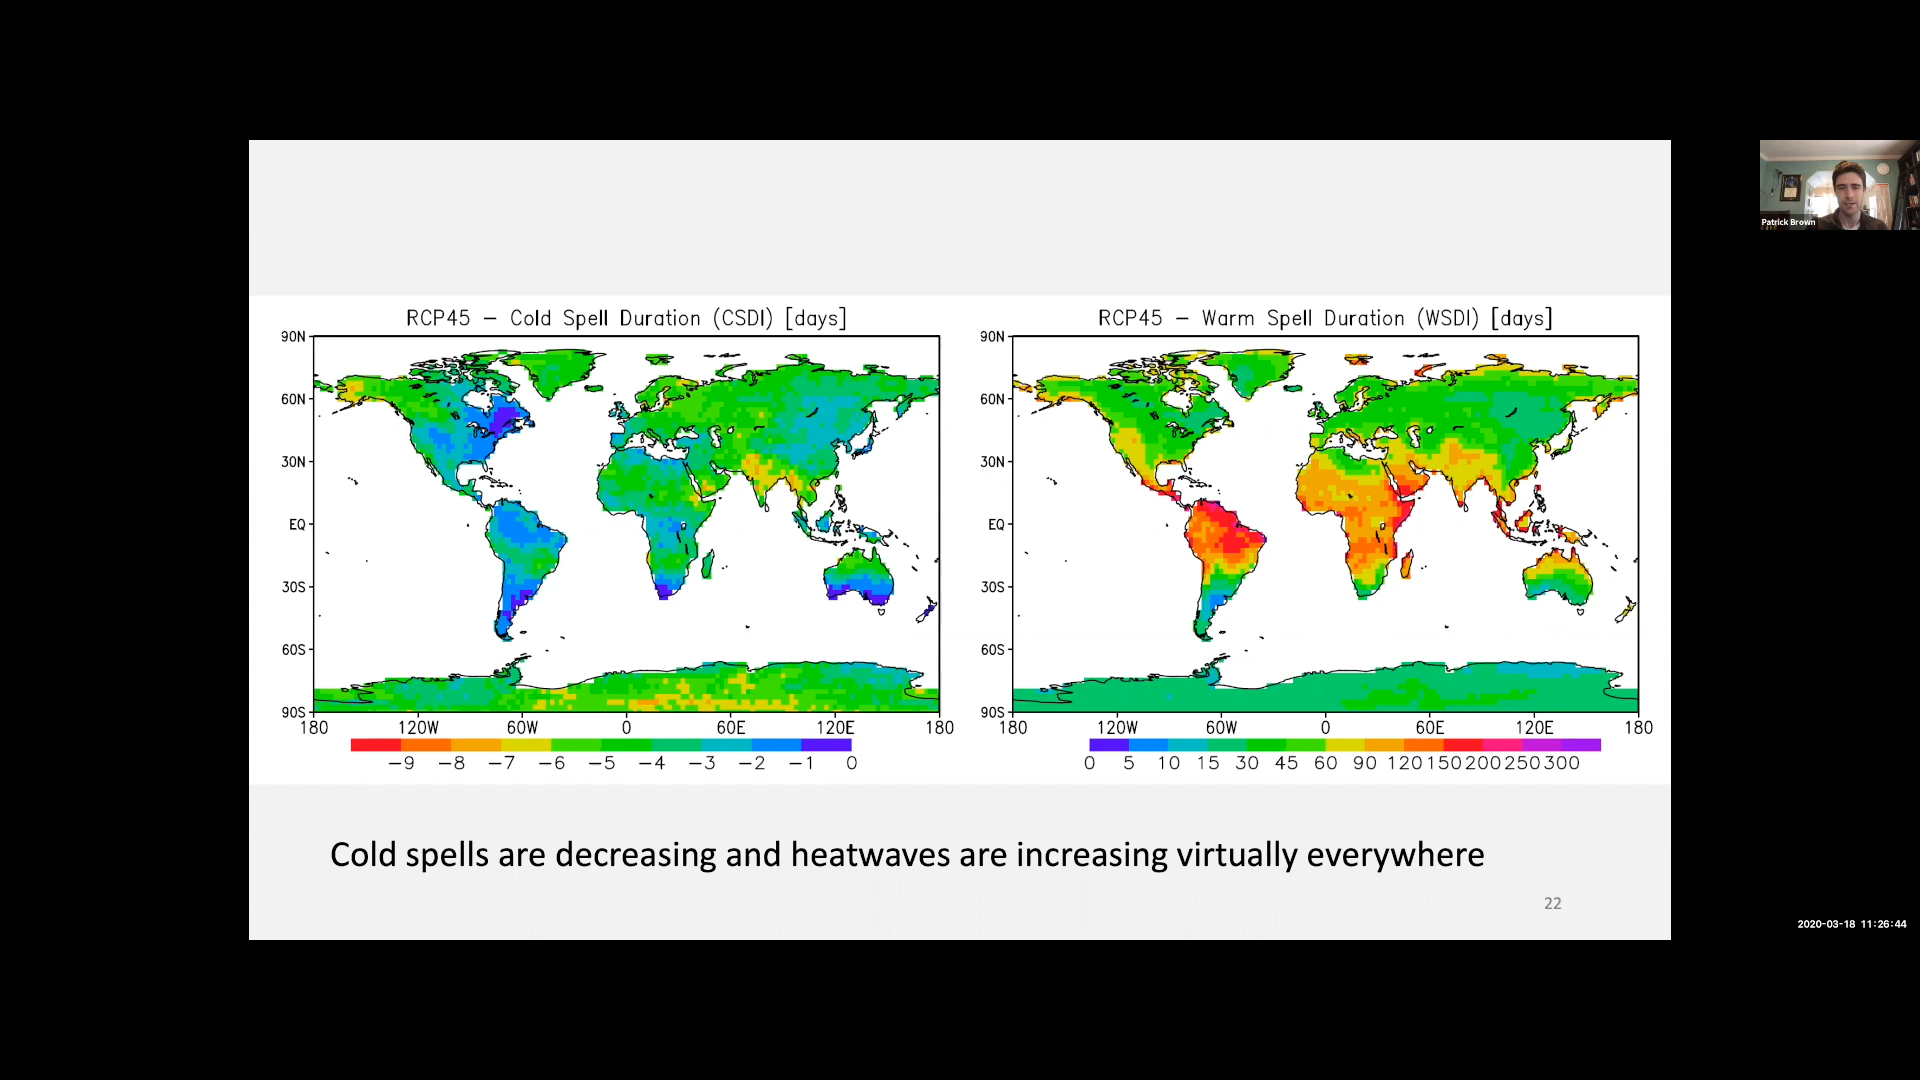 RCP45 – Cold Spell Duration (CSDI) [days]
90N
60N
30N
EQ
30S
60S
90S
180 120W 60W 0 60E 120E 180
−9 −8 −7 −6 −5 −4 −3 −2 −1 0
RCP45 – Warm Spell Duration (WSDI) [days]
90N
60N
30N
EQ
30S
60S
90S
180 120W 60W 0 60E 120E 180
0 5 10 15 30 45 60 90 120 150 200 250 300
Cold spells are decreasing and heatwaves are increasing virtually everywhere
22
Patrick Brown
2020-03-18 11:26:44